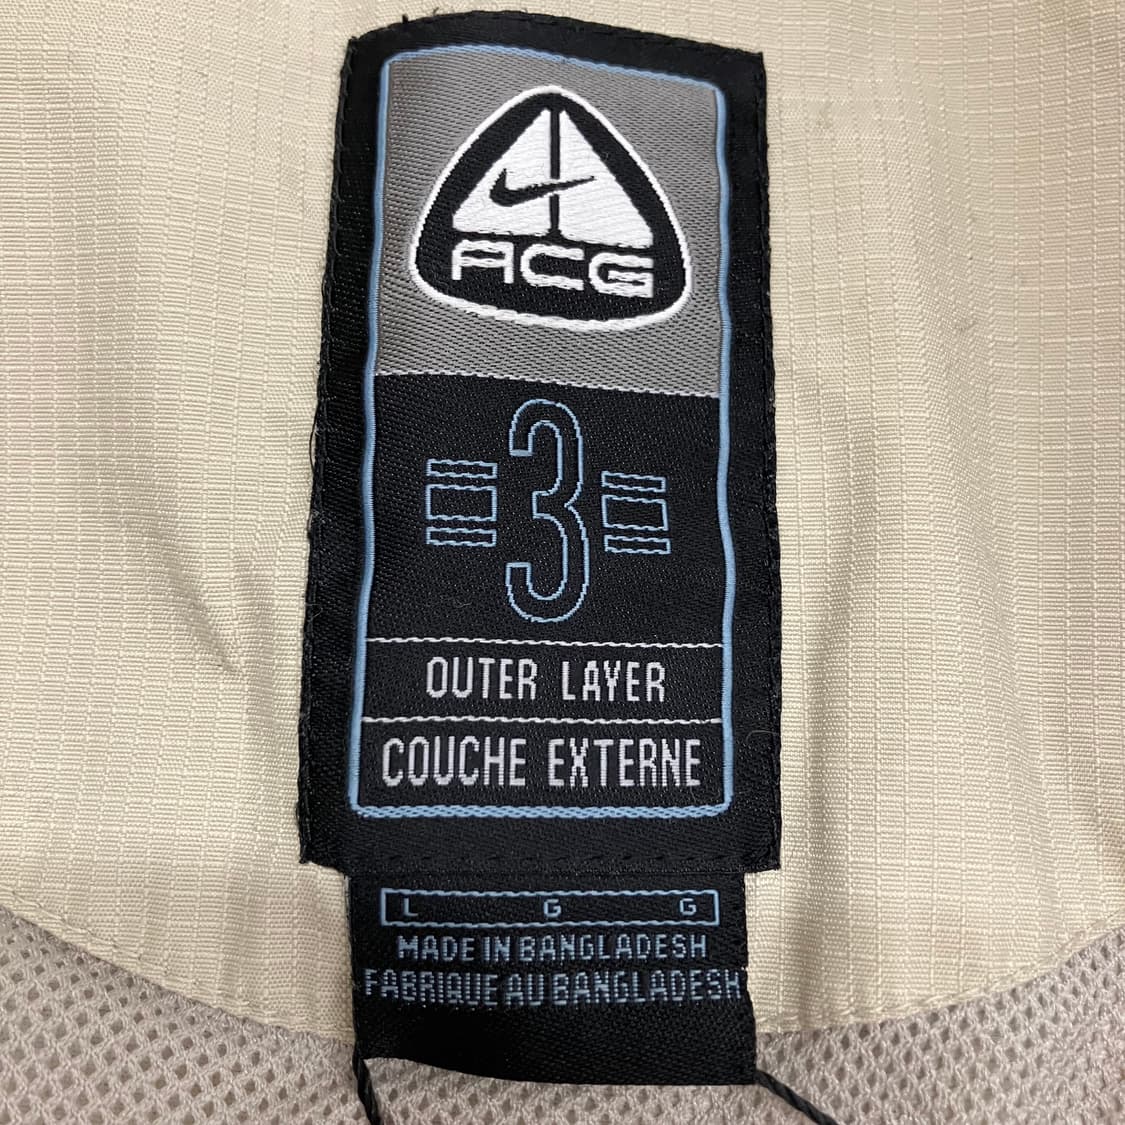 ACG
3
OUTER LAYER
COUCHE EXTERNE
L G G
MADE IN BANGLADESH
FABRIQUE AU BANGLADESH